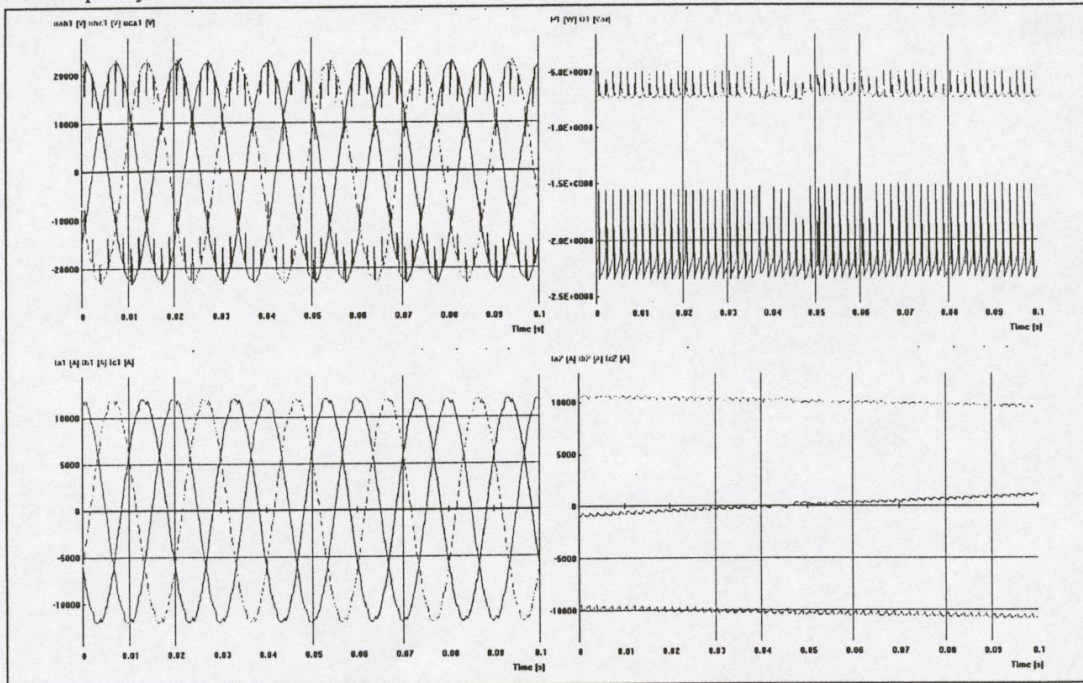 uab1 [V] ubc1 [V] uca1 [V]
20000
10000
0
-10000
-20000
0 0.01 0.02 0.03 0.04 0.05 0.06 0.07 0.08 0.09 0.1
Time [s]
P1 [W] Q1 [Var]
-5.0E+0007
-1.0E+0008
-1.5E+0008
-2.0E+0008
-2.5E+0008
0 0.01 0.02 0.03 0.04 0.05 0.06 0.07 0.08 0.09 0.1
Time [s]
ia1 [A] ib1 [A] ic1 [A]
10000
5000
0
-5000
-10000
0 0.01 0.02 0.03 0.04 0.05 0.06 0.07 0.08 0.09 0.1
Time [s]
ia2 [A] ib2 [A] ic2 [A]
10000
5000
0
-5000
-10000
0 0.01 0.02 0.03 0.04 0.05 0.06 0.07 0.08 0.09 0.1
Time [s]